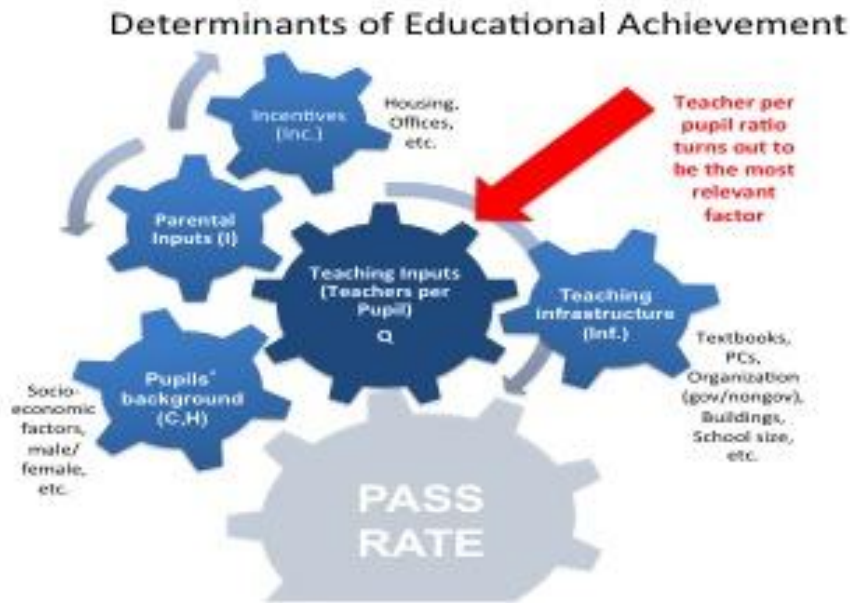 Determinants of Educational Achievement
Incentives
(Inc.)
Housing,
Offices,
etc.
Teacher per
pupil ratio
turns out to
be the most
relevant
factor
Parental
Inputs (I)
Teaching Inputs
(Teachers per
Pupil)
Q
Teaching
infrastructure
(Inf.)
Textbooks,
PCs,
Organization
(gov/nongov),
Buildings,
School size,
etc.
Pupils'
background
(C,H)
Socio-
economic
factors,
male/
female,
etc.
PASS
RATE